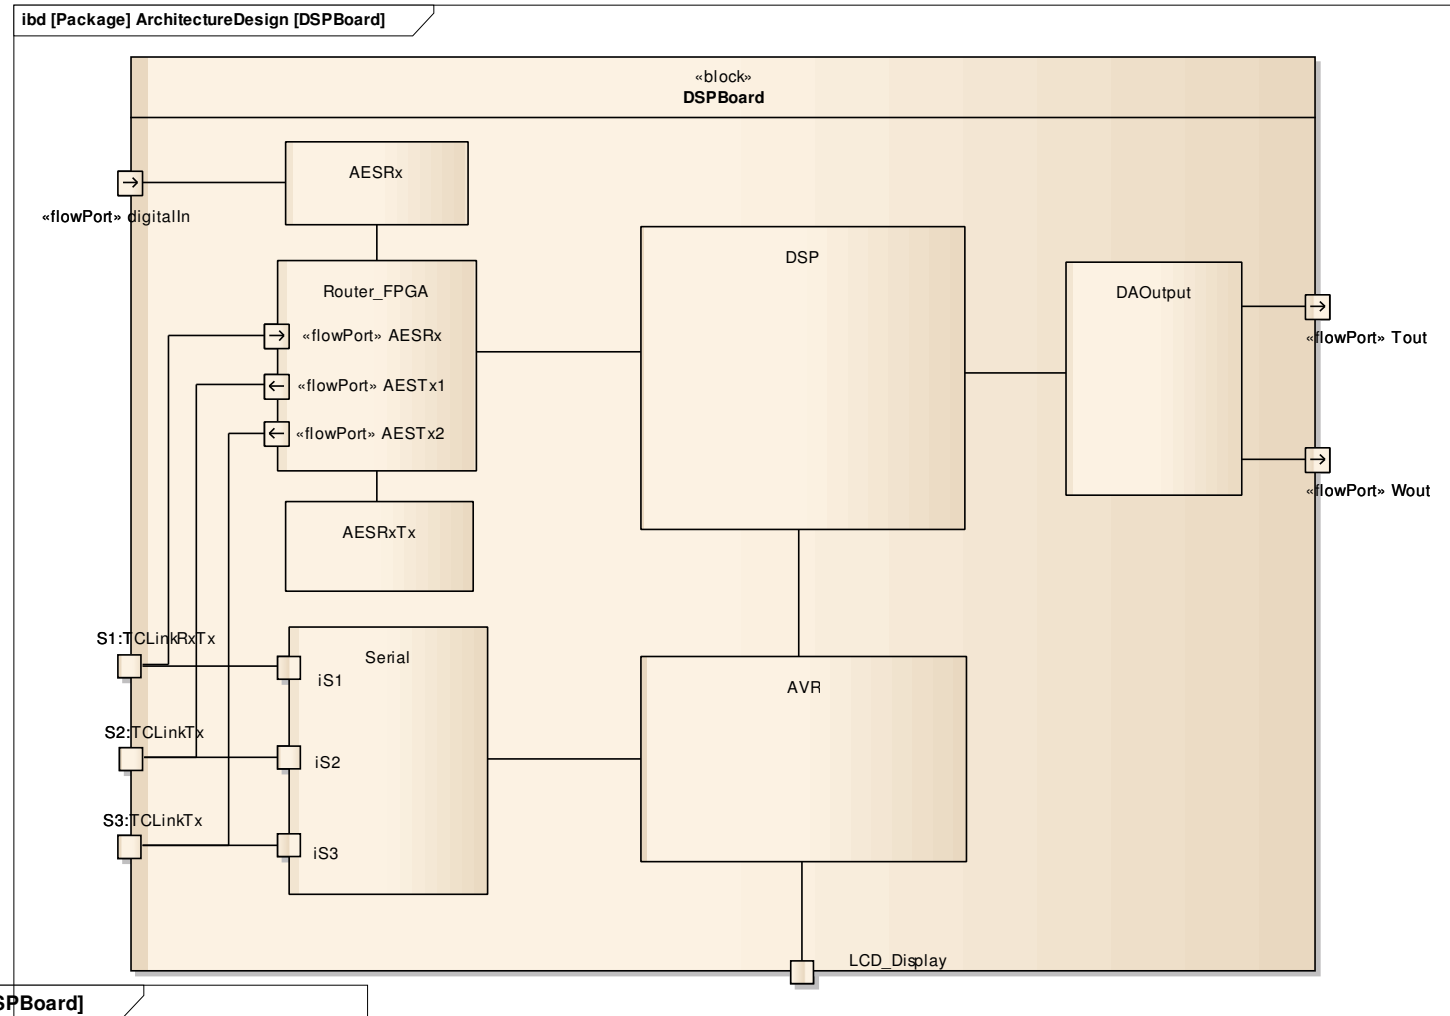 ibd [Package] ArchitectureDesign [DSPBoard]
«block»
DSPBoard
AESRx
«flowPort» digitalIn
DSP
Router_FPGA
DAOutput
«flowPort» AESRx
«flowPort» Tout
«flowPort» AESTx1
«flowPort» AESTx2
«flowPort» Wout
AESRxTx
S1:TCLinkRxTx
Serial
iS1
AVR
S2:TCLinkTx
iS2
S3:TCLinkTx
iS3
LCD_Display
SPBoard]